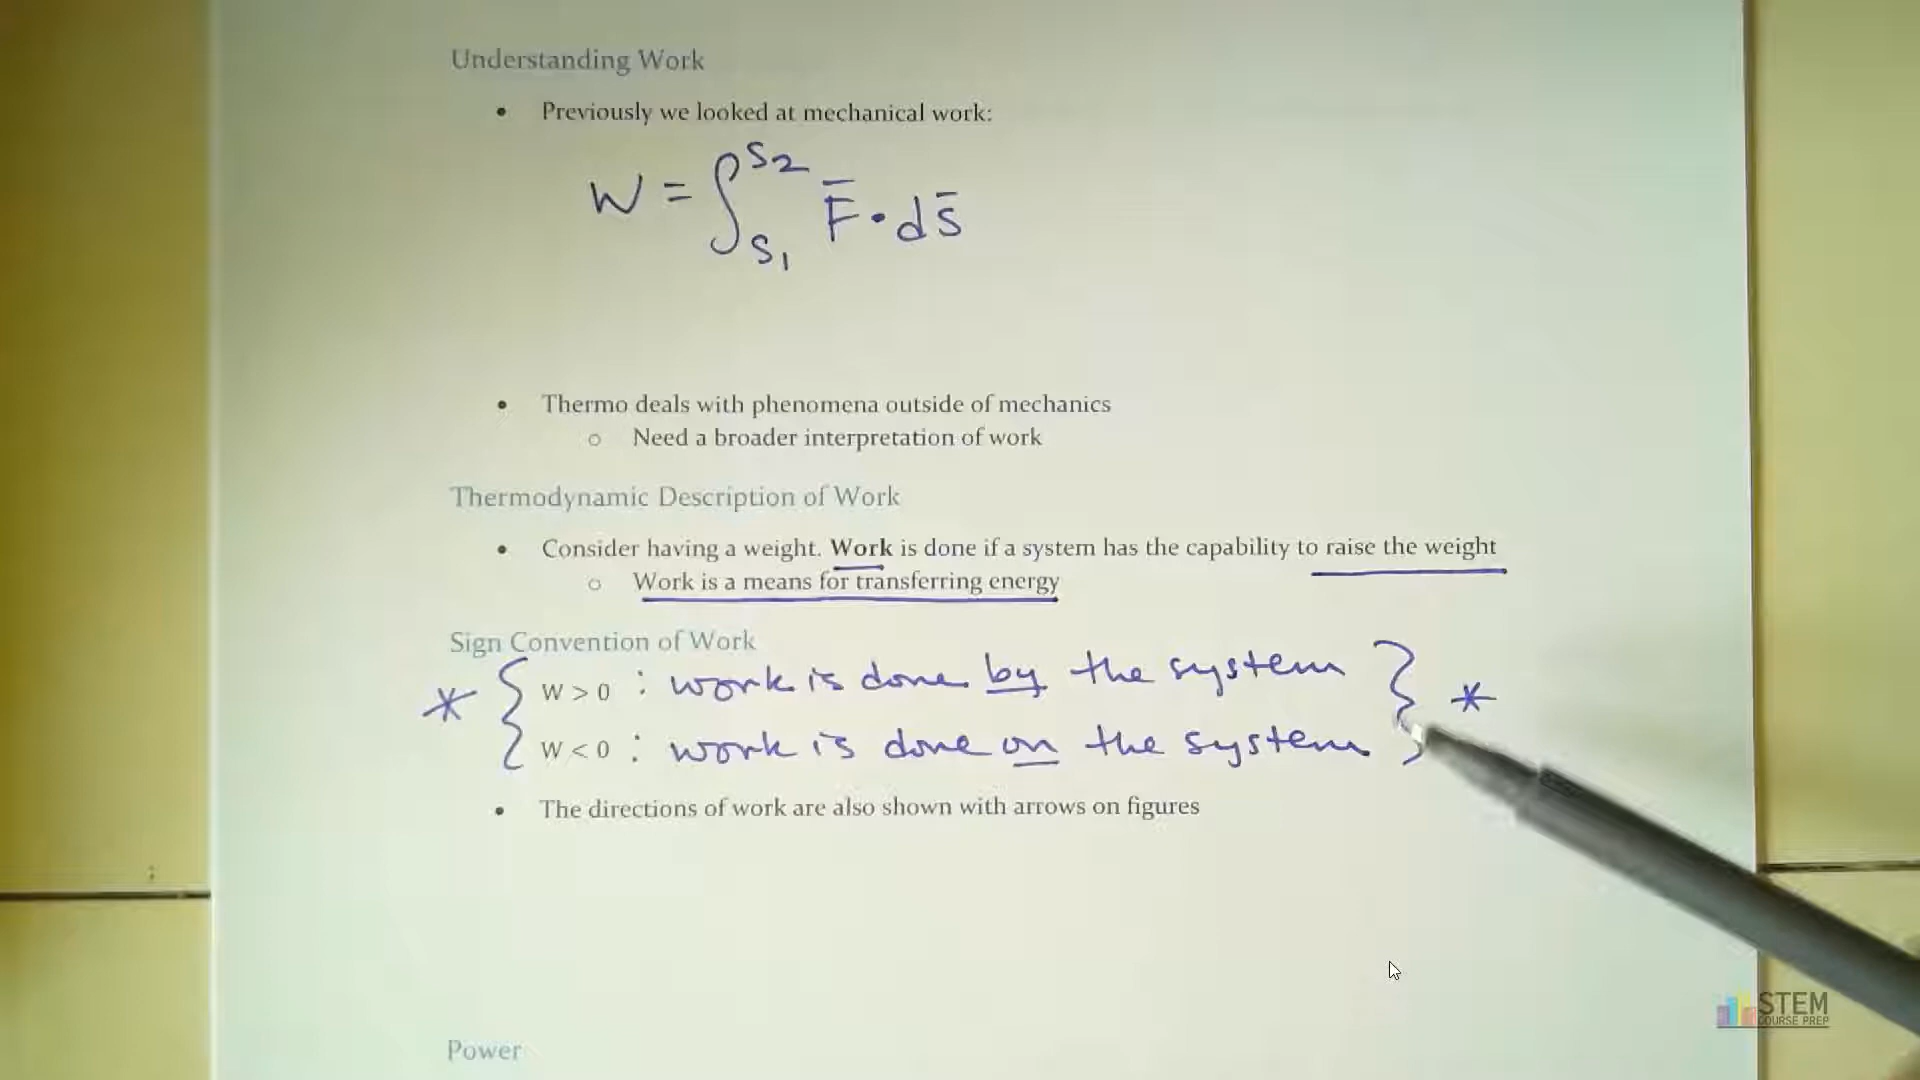 Understanding Work
• Previously we looked at mechanical work:
W = ∫_{S_1}^{S_2} F̄ • ds̄
• Thermo deals with phenomena outside of mechanics
○ Need a broader interpretation of work
Thermodynamic Description of Work
• Consider having a weight. Work is done if a system has the capability to raise the weight
○ Work is a means for transferring energy
Sign Convention of Work
* { W > 0 : work is done by the system } *
W < 0 : work is done on the system
• The directions of work are also shown with arrows on figures
Power
STEM
COURSE PREP